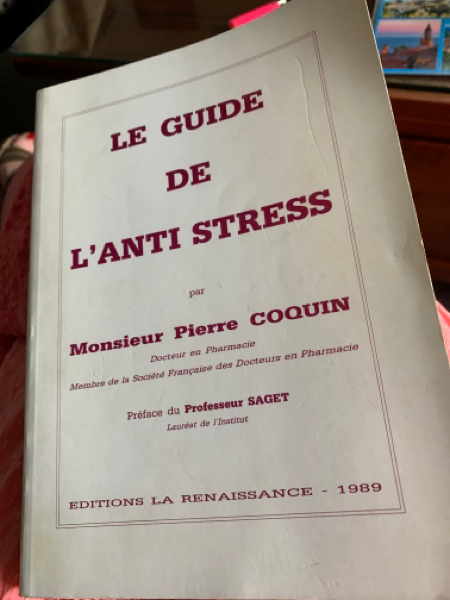 LE GUIDE
DE
L'ANTI STRESS
par
Monsieur Pierre COQUIN
Docteur en Pharmacie
Membre de la Société Française des Docteurs en Pharmacie
Préface du Professeur SAGET
Lauréat de l'Institut
EDITIONS LA RENAISSANCE - 1989